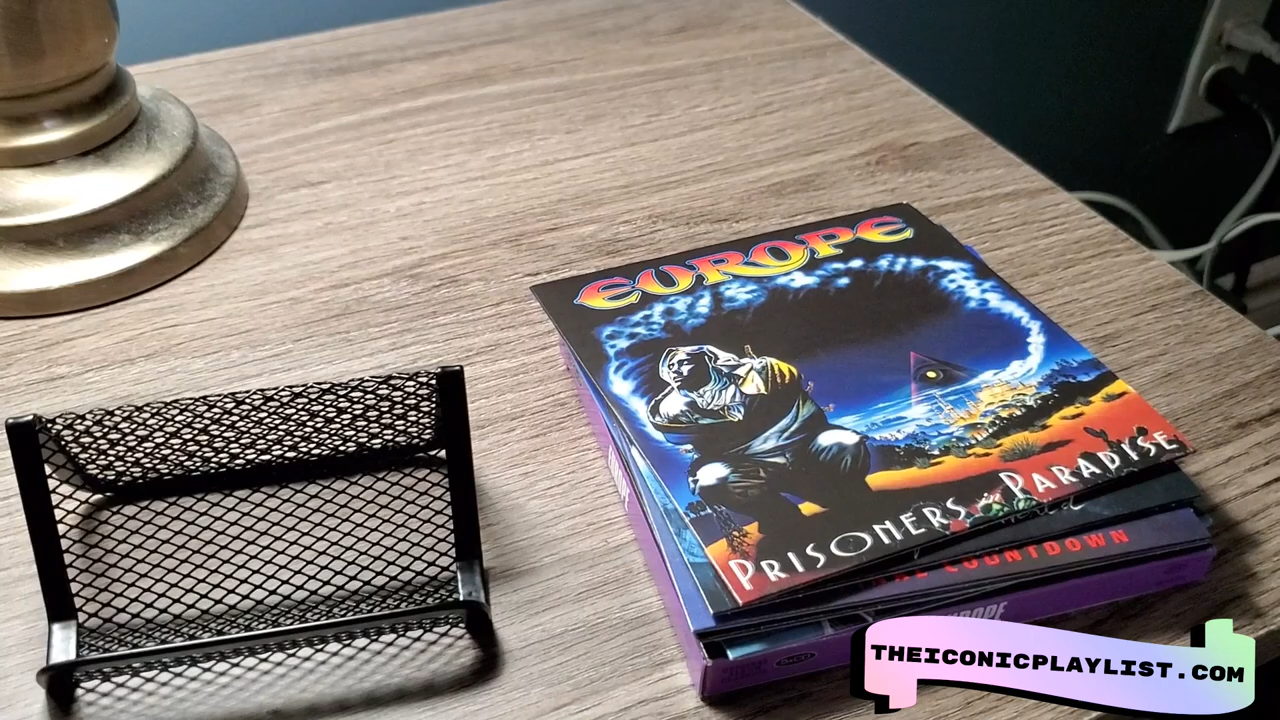 EUROPE
PRISONERS in PARADISE
COUNTDOWN
EUROPE
THEICONICPLAYLIST.COM